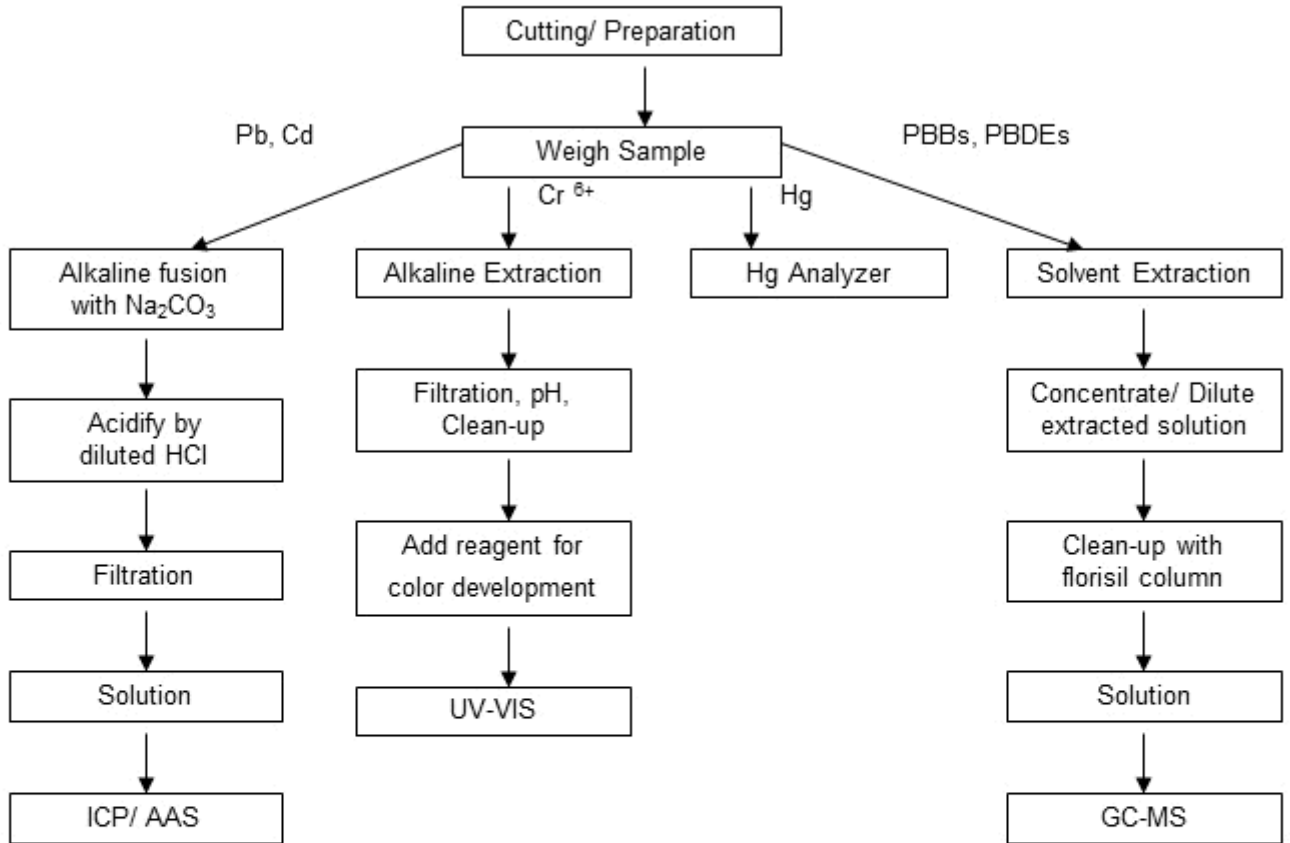 Cutting/ Preparation
Pb, Cd
PBBs, PBDEs
Weigh Sample
Cr ⁶⁺
Hg
Alkaline fusion
with Na₂CO₃
Alkaline Extraction
Hg Analyzer
Solvent Extraction
Acidify by
diluted HCl
Filtration, pH,
Clean-up
Concentrate/ Dilute
extracted solution
Filtration
Add reagent for
color development
Clean-up with
florisil column
Solution
UV-VIS
Solution
ICP/ AAS
GC-MS